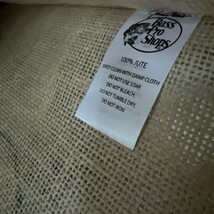 Bass
Pro
Shops
100% JUTE
SPOT CLEAN WITH DAMP CLOTH
DO NOT USE SOAP
DO NOT BLEACH
DO NOT TUMBLE DRY
DO NOT IRON